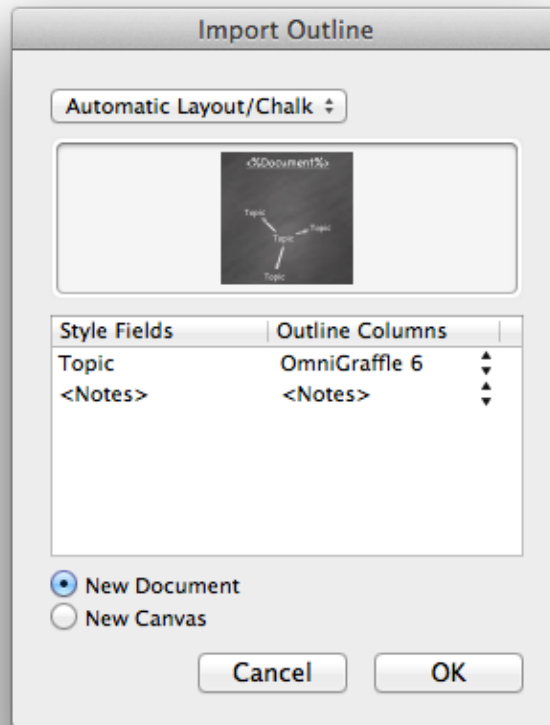 Import Outline
Automatic Layout/Chalk
<%Document%>
Topic
Topic
Topic
Topic
Style Fields Outline Columns
Topic OmniGraffle 6
<Notes> <Notes>
New Document
New Canvas
Cancel OK